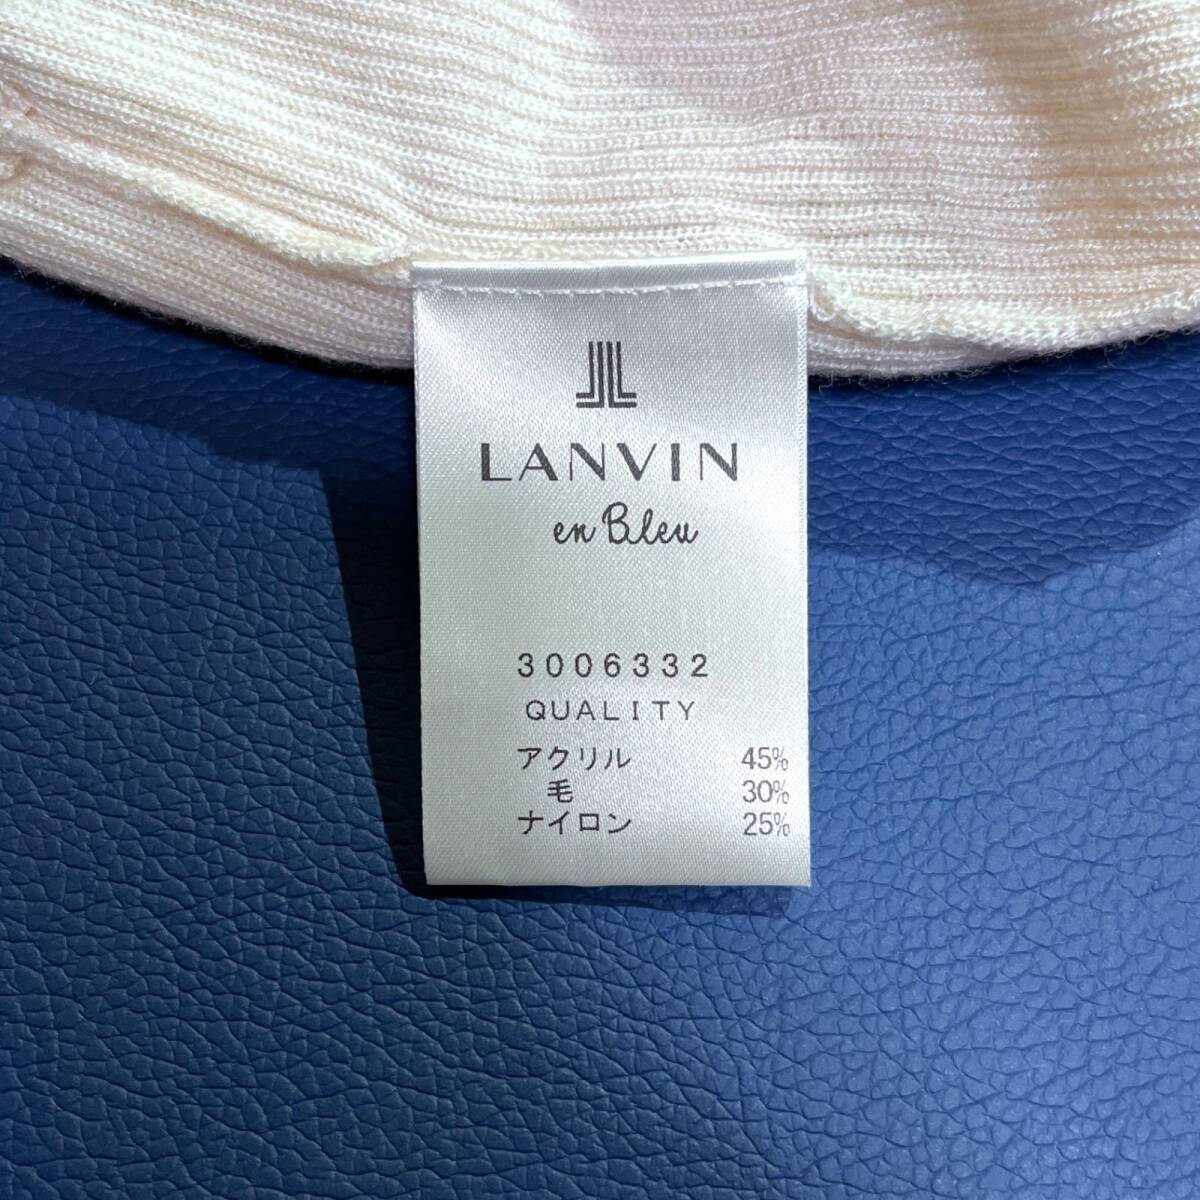 LANVIN
en Bleu
3006332
QUALITY
アクリル 45%
毛 30%
ナイロン 25%